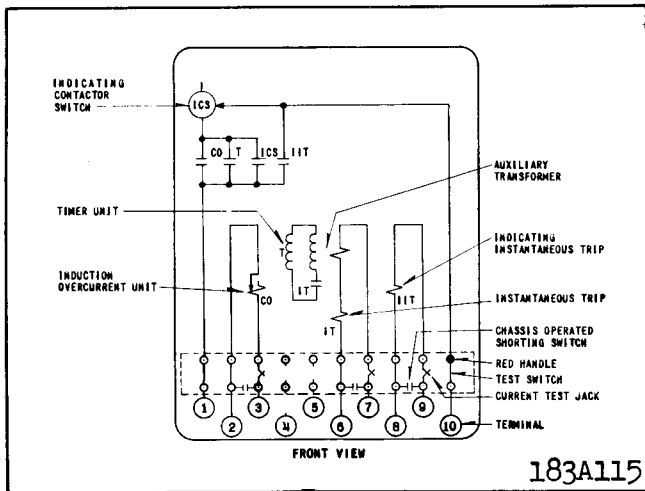 INDICATING
CONTACTOR
SWITCH
ICS
CO T ICS IIT
AUXILIARY
TRANSFORMER
TIMER UNIT
T
IT
INDICATING
INSTANTANEOUS TRIP
INDUCTION
OVERCURRENT UNIT
CO
IIT
INSTANTANEOUS TRIP
IT
CHASSIS OPERATED
SHORTING SWITCH
RED HANDLE
TEST SWITCH
CURRENT TEST JACK
1 3 5 7 9
2 4 6 8 10
TERMINAL
FRONT VIEW
183A115